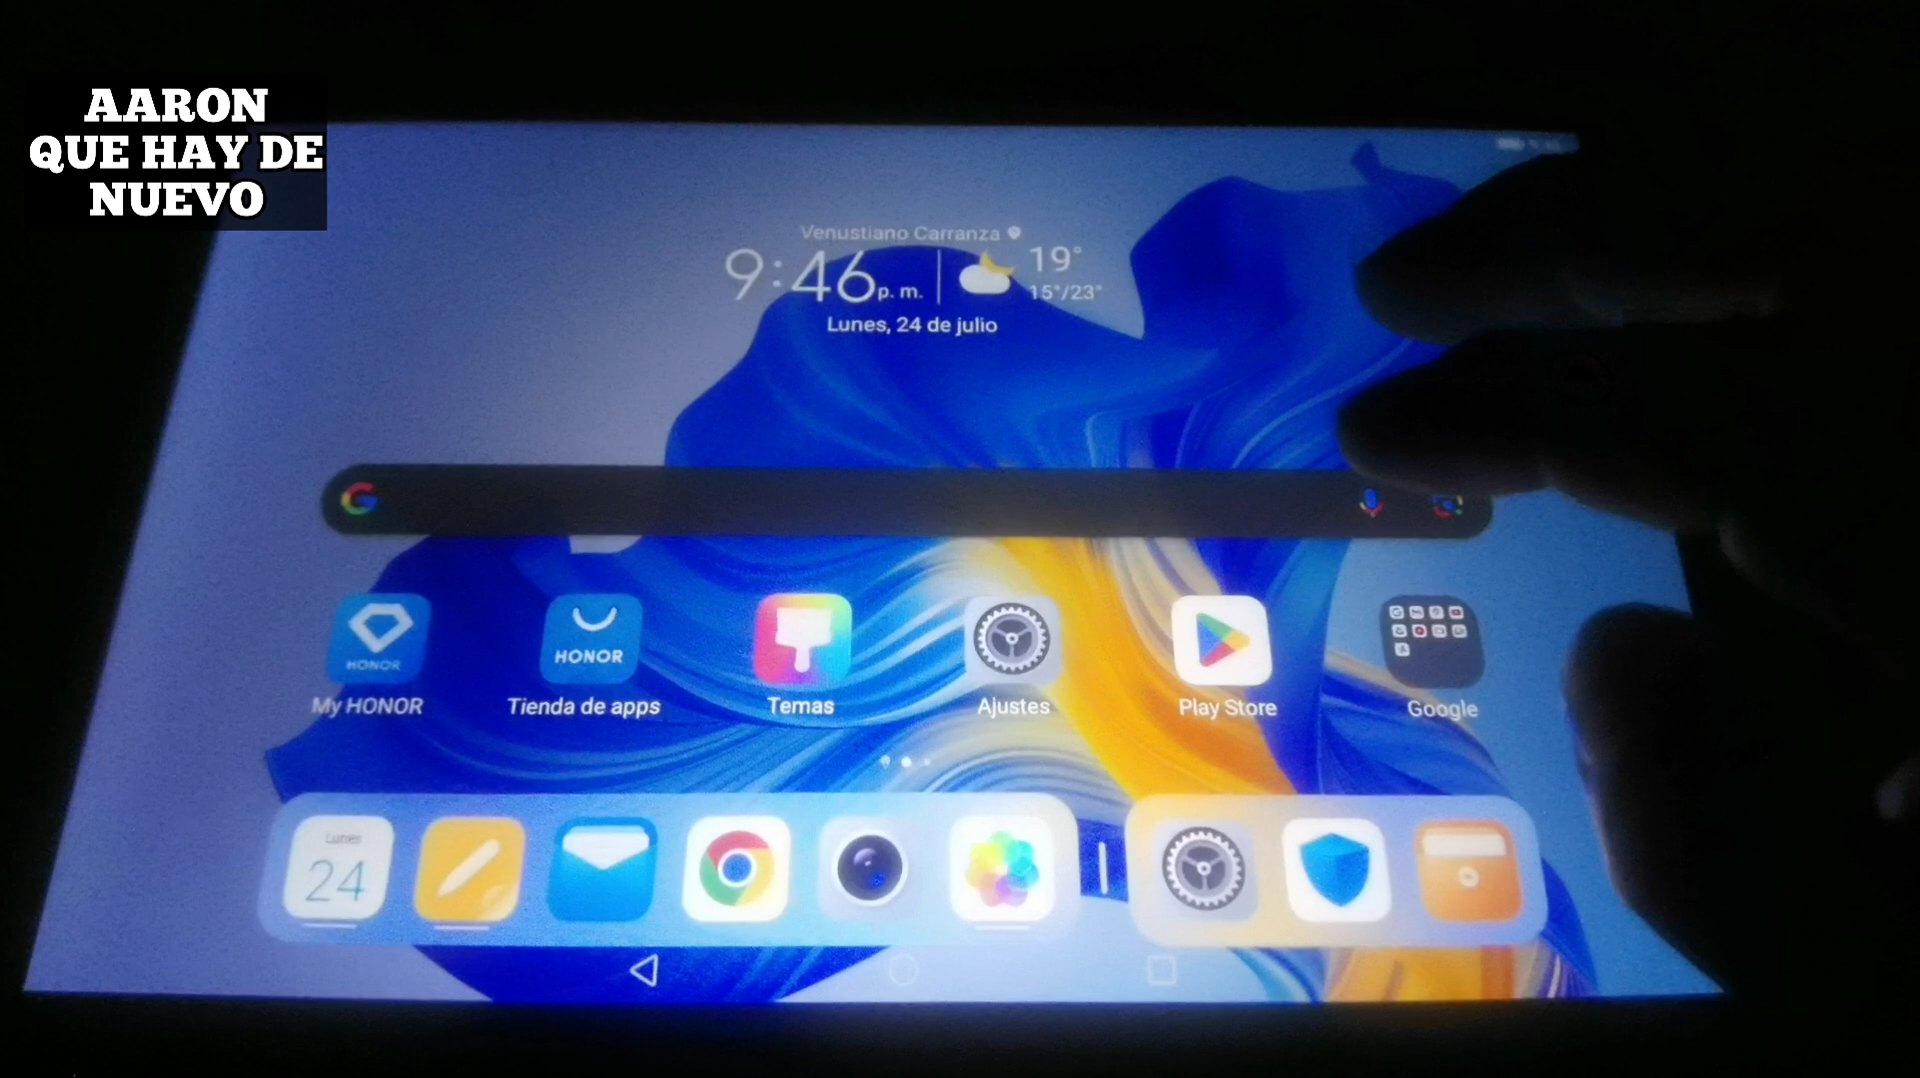 AARON
QUE HAY DE
NUEVO
Venustiano Carranza
9:46 p. m.
19°
15°/23°
Lunes, 24 de julio
HONOR
HONOR
My HONOR
Tienda de apps
Temas
Ajustes
Play Store
Google
Lunes
24